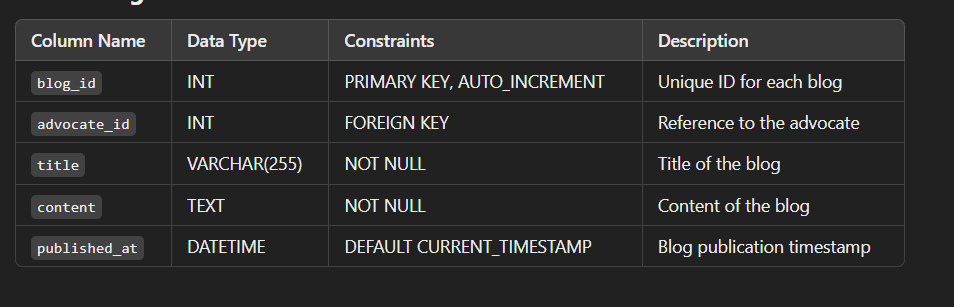 Column Name Data Type Constraints Description
blog_id INT PRIMARY KEY, AUTO_INCREMENT Unique ID for each blog
advocate_id INT FOREIGN KEY Reference to the advocate
title VARCHAR(255) NOT NULL Title of the blog
content TEXT NOT NULL Content of the blog
published_at DATETIME DEFAULT CURRENT_TIMESTAMP Blog publication timestamp